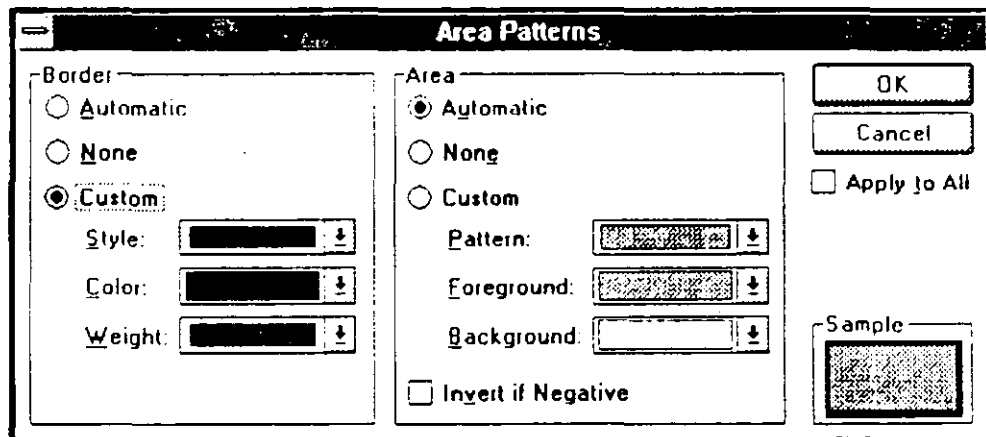 Area Patterns
Border
Automatic
None
Custom
Style:
Color:
Weight:
Area
Automatic
None
Custom
Pattern:
Foreground:
Background:
Invert if Negative
OK
Cancel
Apply to All
Sample